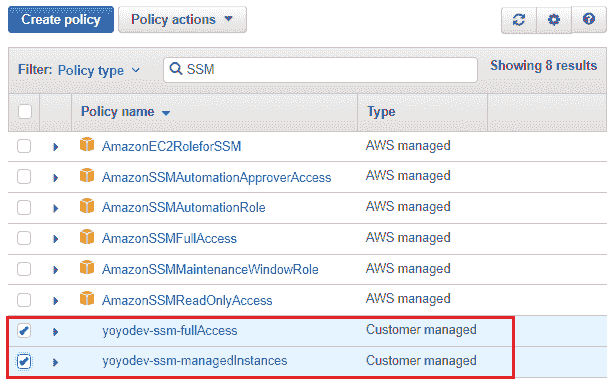 Create policy Policy actions
Filter: Policy type SSM Showing 8 results
Policy name Type
AmazonEC2RoleforSSM AWS managed
AmazonSSMAutomationApproverAccess AWS managed
AmazonSSMAutomationRole AWS managed
AmazonSSMFullAccess AWS managed
AmazonSSMMaintenanceWindowRole AWS managed
AmazonSSMReadOnlyAccess AWS managed
yoyodev-ssm-fullAccess Customer managed
yoyodev-ssm-managedInstances Customer managed